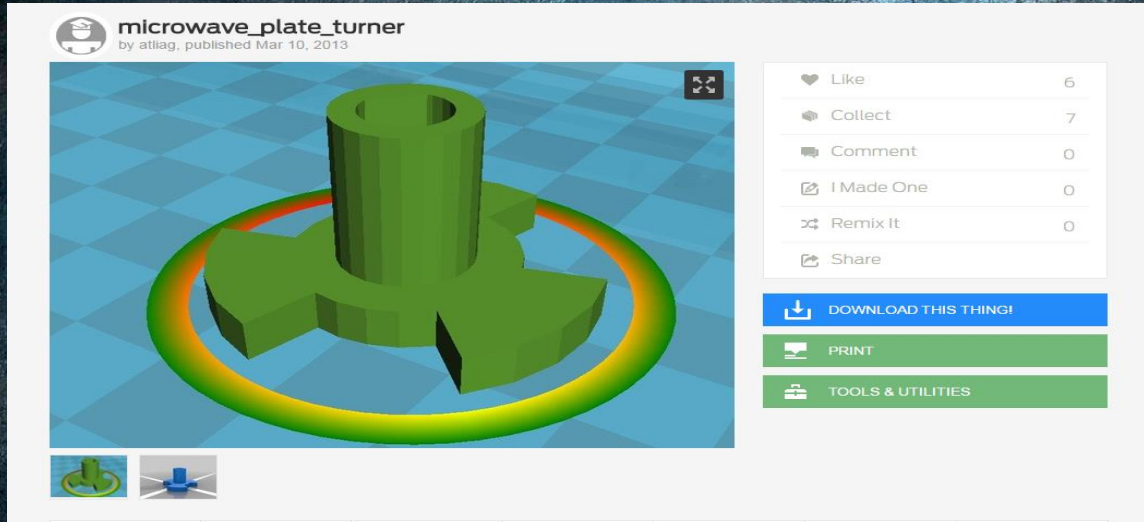 microwave_plate_turner
by atliag, published Mar 10, 2013
Like 6
Collect 7
Comment 0
I Made One 0
Remix It 0
Share
DOWNLOAD THIS THING!
PRINT
TOOLS & UTILITIES